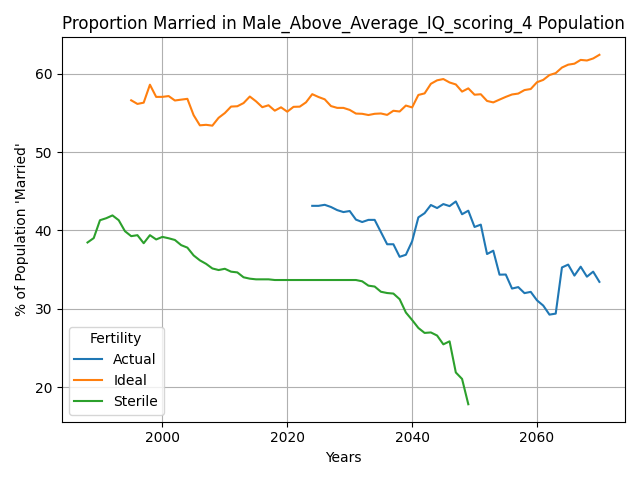 Proportion Married in Male_Above_Average_IQ_scoring_4 Population
% of Population 'Married'
60
50
40
30
20
Fertility
Actual
Ideal
Sterile
2000
2020
2040
2060
Years